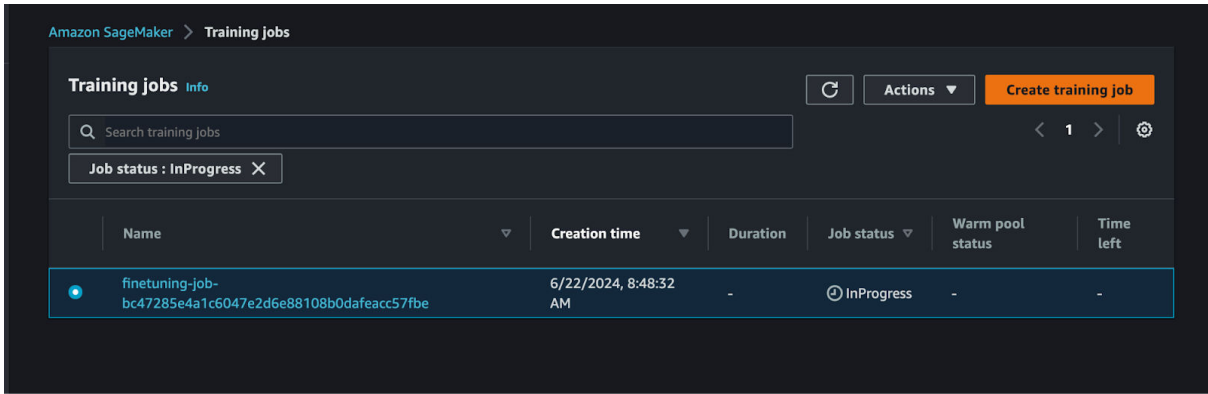 Amazon SageMaker > Training jobs
Training jobs Info
Actions ▼ Create training job
Search training jobs
< 1 >
Job status : InProgress ✕
Name Creation time Duration Job status Warm pool status Time left
finetuning-job-
bc47285e4a1c6047e2d6e88108b0dafeacc57fbe
6/22/2024, 8:48:32
AM
- InProgress - -